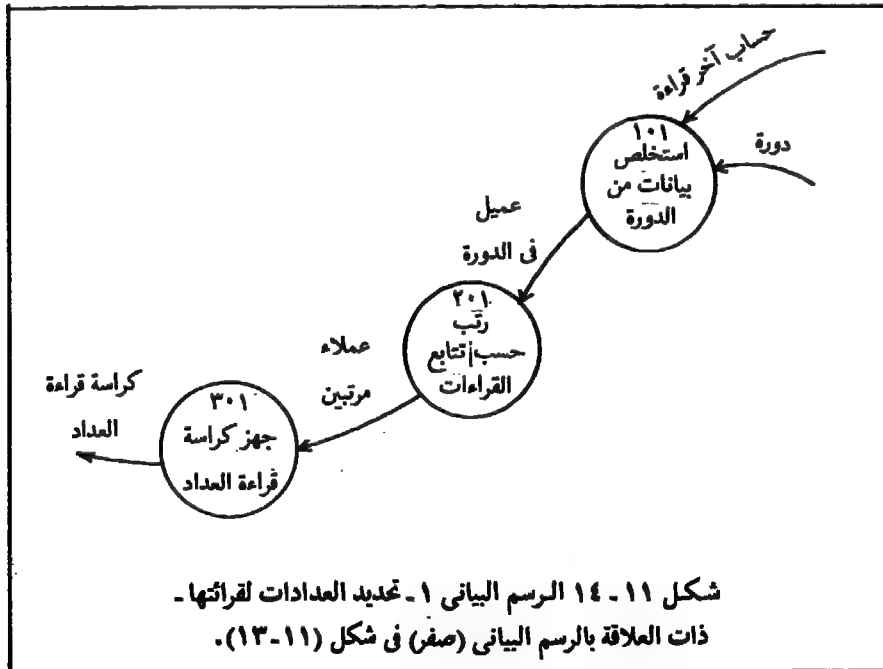 حساب آخر قراءة
دورة
١٠١
استخلص
بيانات من
الدورة
عميل
فى الدورة
٢٠١
رتب
حسب تتابع
القراءات
عملاء
مرتبين
٣٠١
جهز كراسة
قراءة العداد
كراسة قراءة
العداد
شكل ١١ - ١٤ الرسم البيانى ١ - تحديد العدادات لقرائتها -
ذات العلاقة بالرسم البيانى (صفر) فى شكل (١١-١٣).